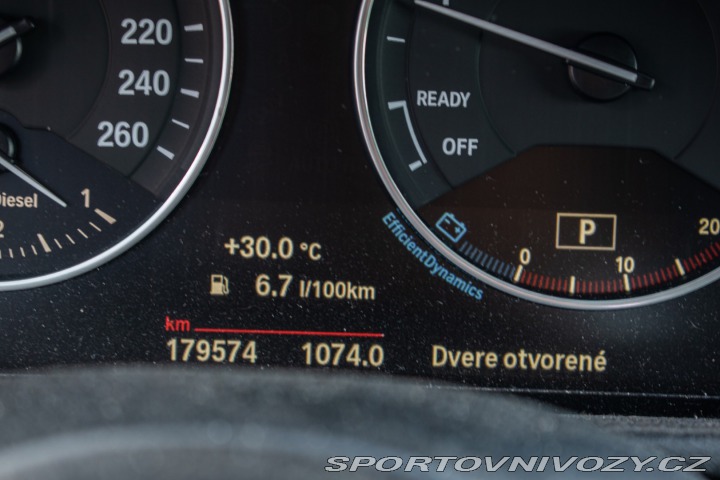 220
240
260
Diesel
2
1
READY
OFF
EfficientDynamics
0
10
20
P
+30.0 °C
6.7 l/100km
km
179574 1074.0
Dvere otvorené
SPORTOVNIVOZY.CZ